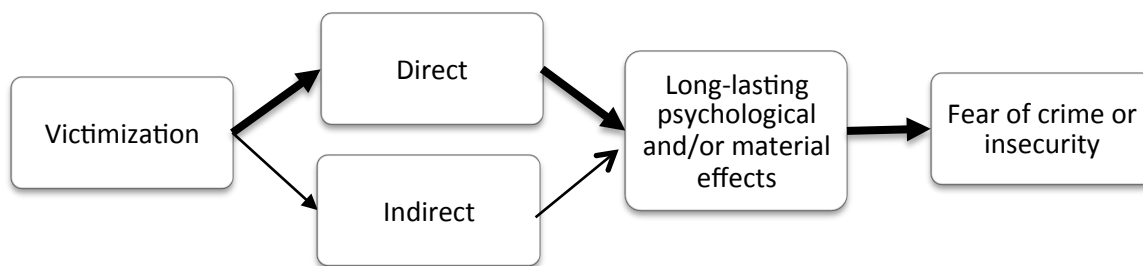 Victimization
Direct
Indirect
Long-lasting
psychological
and/or material
effects
Fear of crime or
insecurity